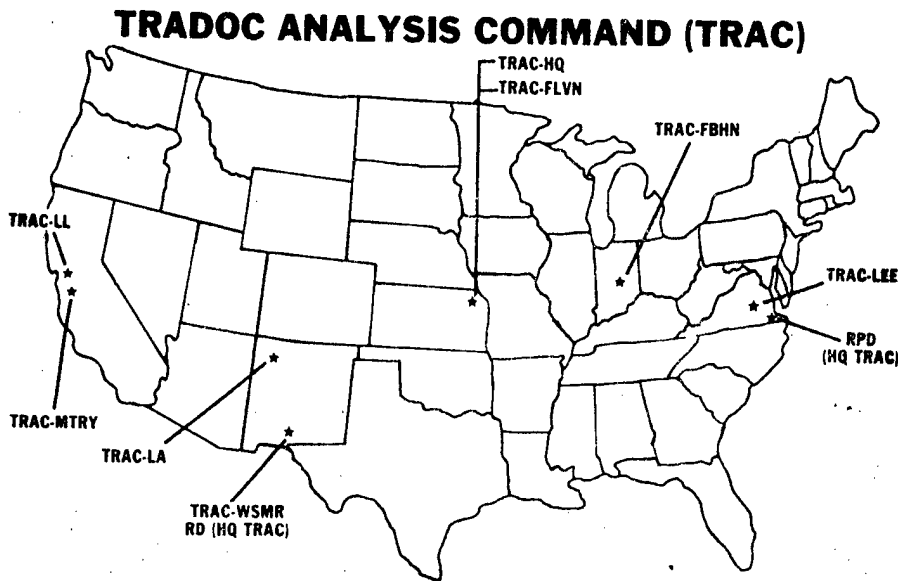 TRADOC ANALYSIS COMMAND (TRAC)
TRAC-HQ
TRAC-FLVN
TRAC-FBHN
TRAC-LL
TRAC-LEE
RPD
(HQ TRAC)
TRAC-MTRY
TRAC-LA
TRAC-WSMR
RD (HQ TRAC)